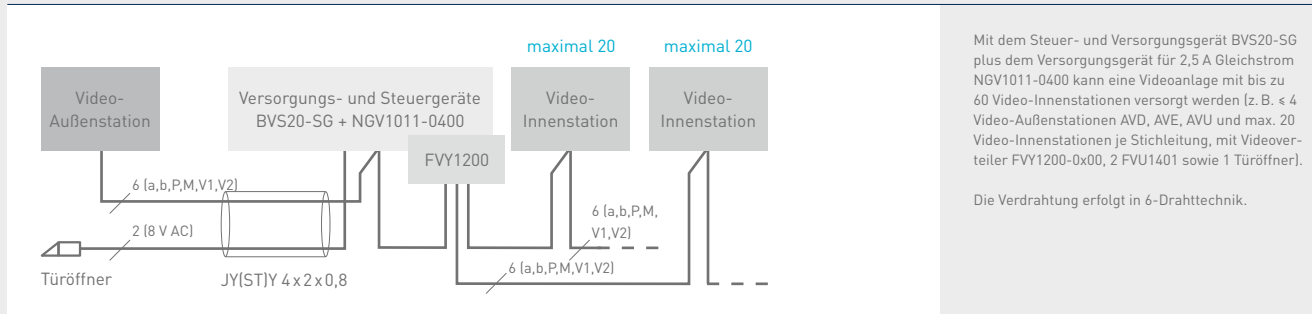 maximal 20
maximal 20
Video-
Außenstation
Versorgungs- und Steuergeräte
BVS20-SG + NGV1011-0400
FVY1200
Video-
Innenstation
Video-
Innenstation
6 (a,b,P,M,V1,V2)
2 (8 V AC)
Türöffner
JY(ST)Y 4x2x0,8
6 (a,b,P,M,
V1,V2)
6 (a,b,P,M,V1,V2)
Mit dem Steuer- und Versorgungsgerät BVS20-SG
plus dem Versorgungsgerät für 2,5 A Gleichstrom
NGV1011-0400 kann eine Videoanlage mit bis zu
60 Video-Innenstationen versorgt werden (z. B. ≤ 4
Video-Außenstationen AVD, AVE, AVU und max. 20
Video-Innenstationen je Stichleitung, mit Videover-
teiler FVY1200-0x00, 2 FVU1401 sowie 1 Türöffner).
Die Verdrahtung erfolgt in 6-Drahttechnik.